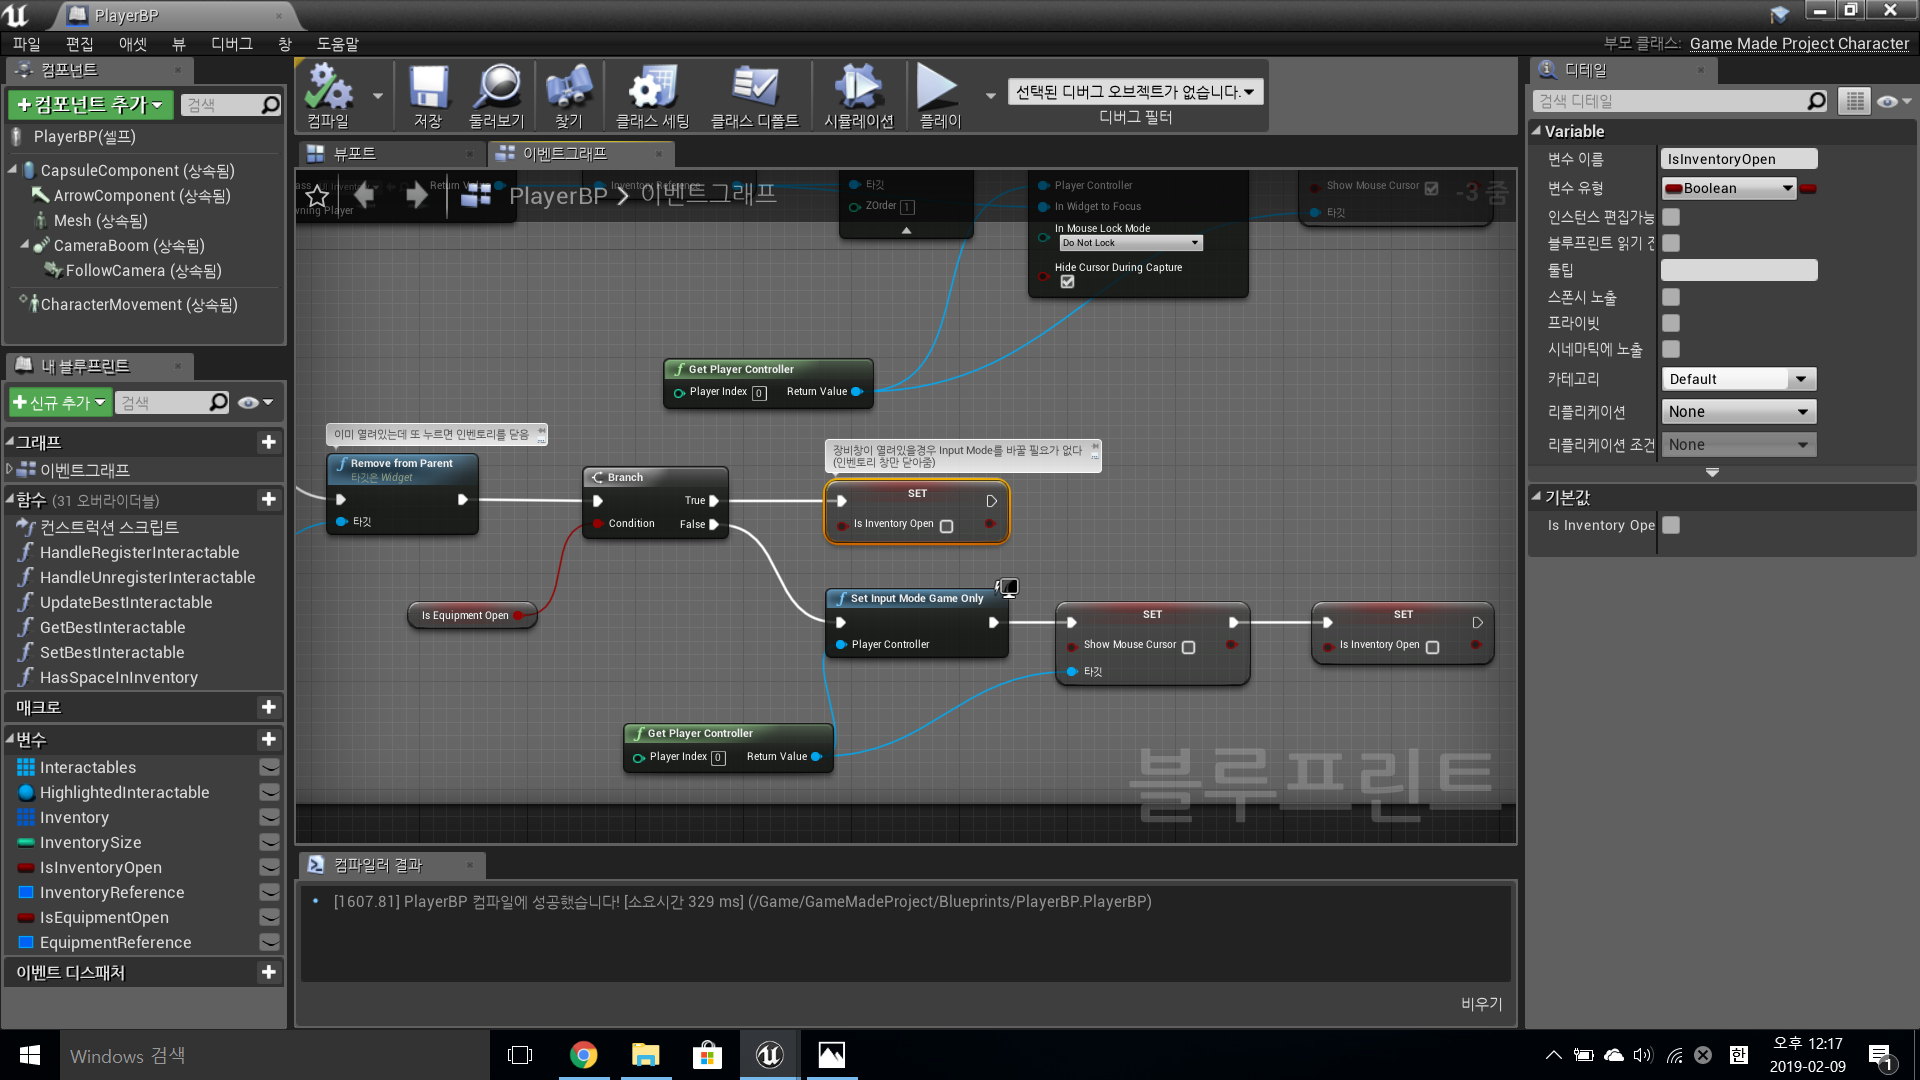 PlayerBP
파일 편집 애셋 뷰 디버그 창 도움말
부모 클래스: Game Made Project Character
컴포넌트
컴포넌트 추가
검색
PlayerBP(셀프)
CapsuleComponent (상속됨)
ArrowComponent (상속됨)
Mesh (상속됨)
CameraBoom (상속됨)
FollowCamera (상속됨)
CharacterMovement (상속됨)
내 블루프린트
신규 추가
검색
그래프
이벤트그래프
함수 (31 오버라이더블)
컨스트럭션 스크립트
HandleRegisterInteractable
HandleUnregisterInteractable
UpdateBestInteractable
GetBestInteractable
SetBestInteractable
HasSpaceInInventory
매크로
변수
Interactables
HighlightedInteractable
Inventory
InventorySize
IsInventoryOpen
InventoryReference
IsEquipmentOpen
EquipmentReference
이벤트 디스패처
컴파일
저장
둘러보기
찾기
클래스 세팅
클래스 디폴트
시뮬레이션
플레이
선택된 디버그 오브젝트가 없습니다.
디버그 필터
뷰포트
이벤트그래프
PlayerBP > 이벤트그래프
-3 줌
Return Value
Inventory Reference
wning Player
타깃
ZOrder 1
Player Controller
In Widget to Focus
In Mouse Lock Mode
Do Not Lock
Hide Cursor During Capture
Show Mouse Cursor
타깃
Get Player Controller
Player Index 0
Return Value
이미 열려있는데 또 누르면 인벤토리를 닫음
Remove from Parent
타깃은 Widget
타깃
Branch
True
Condition
False
Is Equipment Open
장비창이 열려있을경우 Input Mode를 바꿀 필요가 없다
(인벤토리 창만 닫아줌)
SET
Is Inventory Open
Set Input Mode Game Only
Player Controller
SET
Show Mouse Cursor
타깃
SET
Is Inventory Open
Get Player Controller
Player Index 0
Return Value
블루프린트
컴파일러 결과
[1607.81] PlayerBP 컴파일에 성공했습니다! [소요시간 329 ms] (/Game/GameMadeProject/Blueprints/PlayerBP.PlayerBP)
비우기
디테일
검색 디테일
Variable
변수 이름
IsInventoryOpen
변수 유형
Boolean
인스턴스 편집가능
블루프린트 읽기 전
툴팁
스폰시 노출
프라이빗
시네마틱에 노출
카테고리
Default
리플리케이션
None
리플리케이션 조건
None
기본값
Is Inventory Ope
Windows 검색
한
오후 12:17
2019-02-09
1